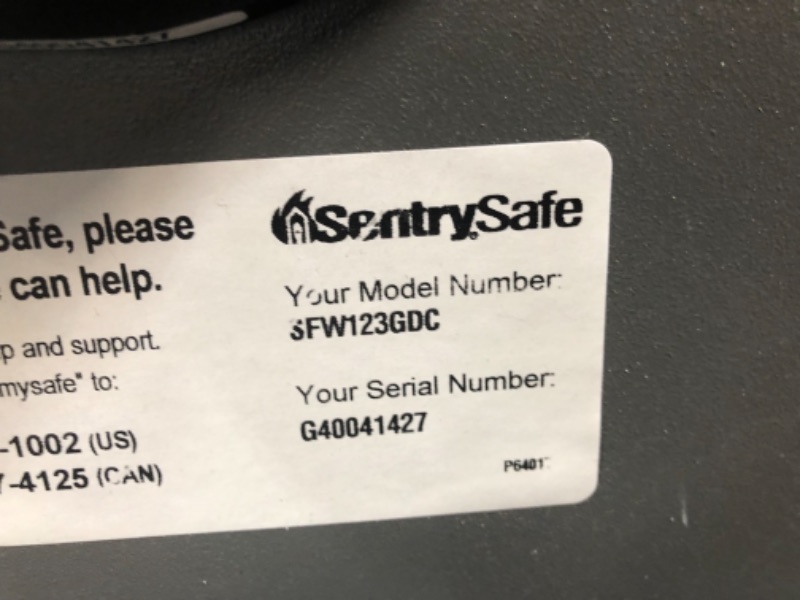 Safe, please
can help.
p and support.
mysafe" to:
-1002 (US)
-4125 (CAN)
SentrySafe
Your Model Number:
SFW123GDC
Your Serial Number:
G40041427